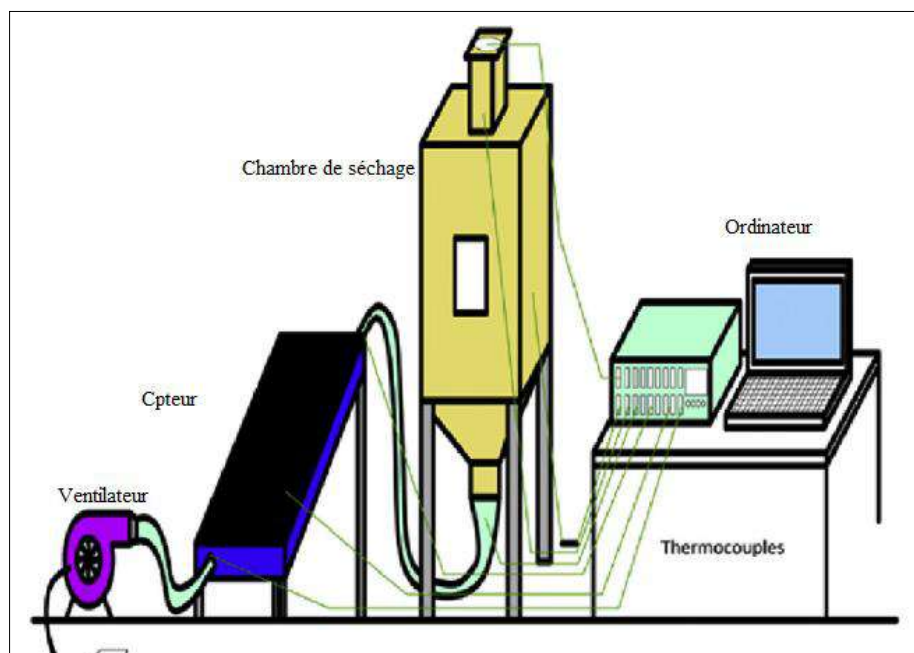 Chambre de séchage
Ordinateur
Cpteur
Ventilateur
Thermocouples